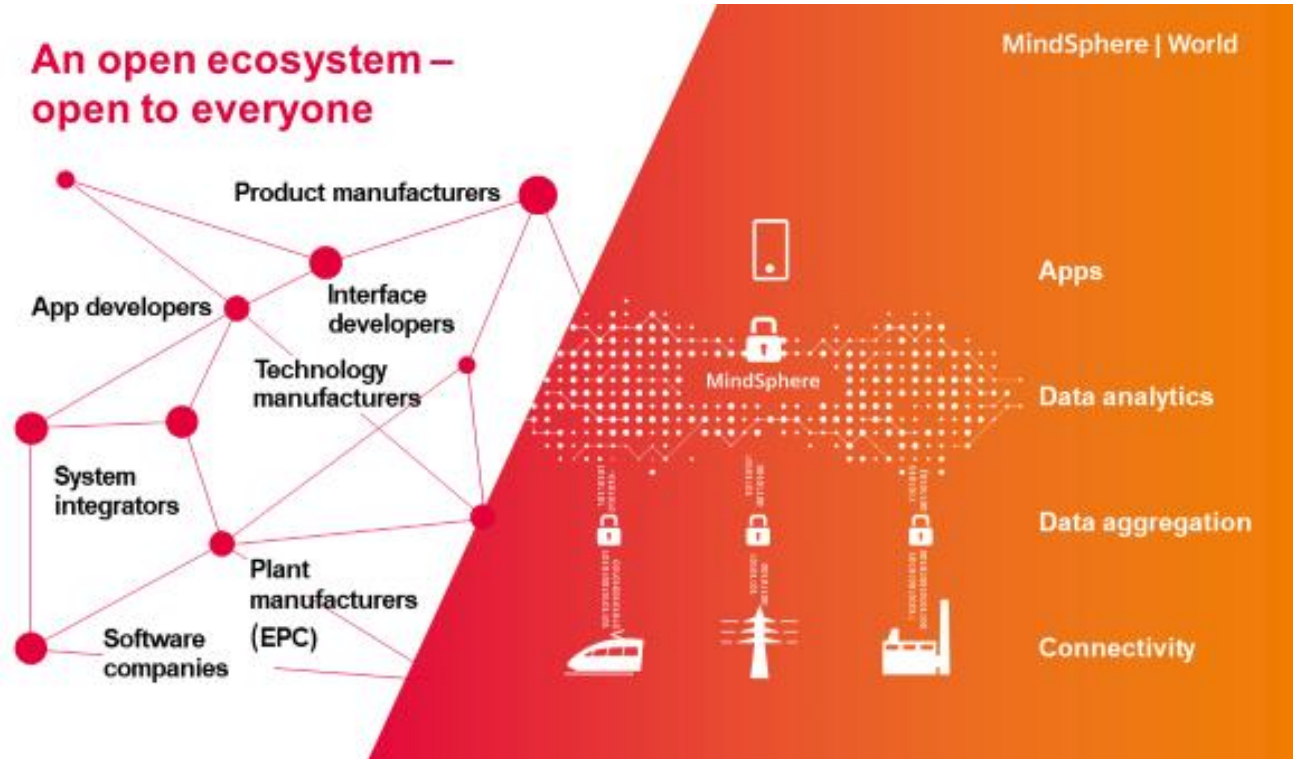 An open ecosystem –
open to everyone
MindSphere | World
Product manufacturers
App developers
Interface
developers
Technology
manufacturers
System
integrators
Plant
manufacturers
(EPC)
Software
companies
Apps
MindSphere
Data analytics
Data aggregation
Connectivity